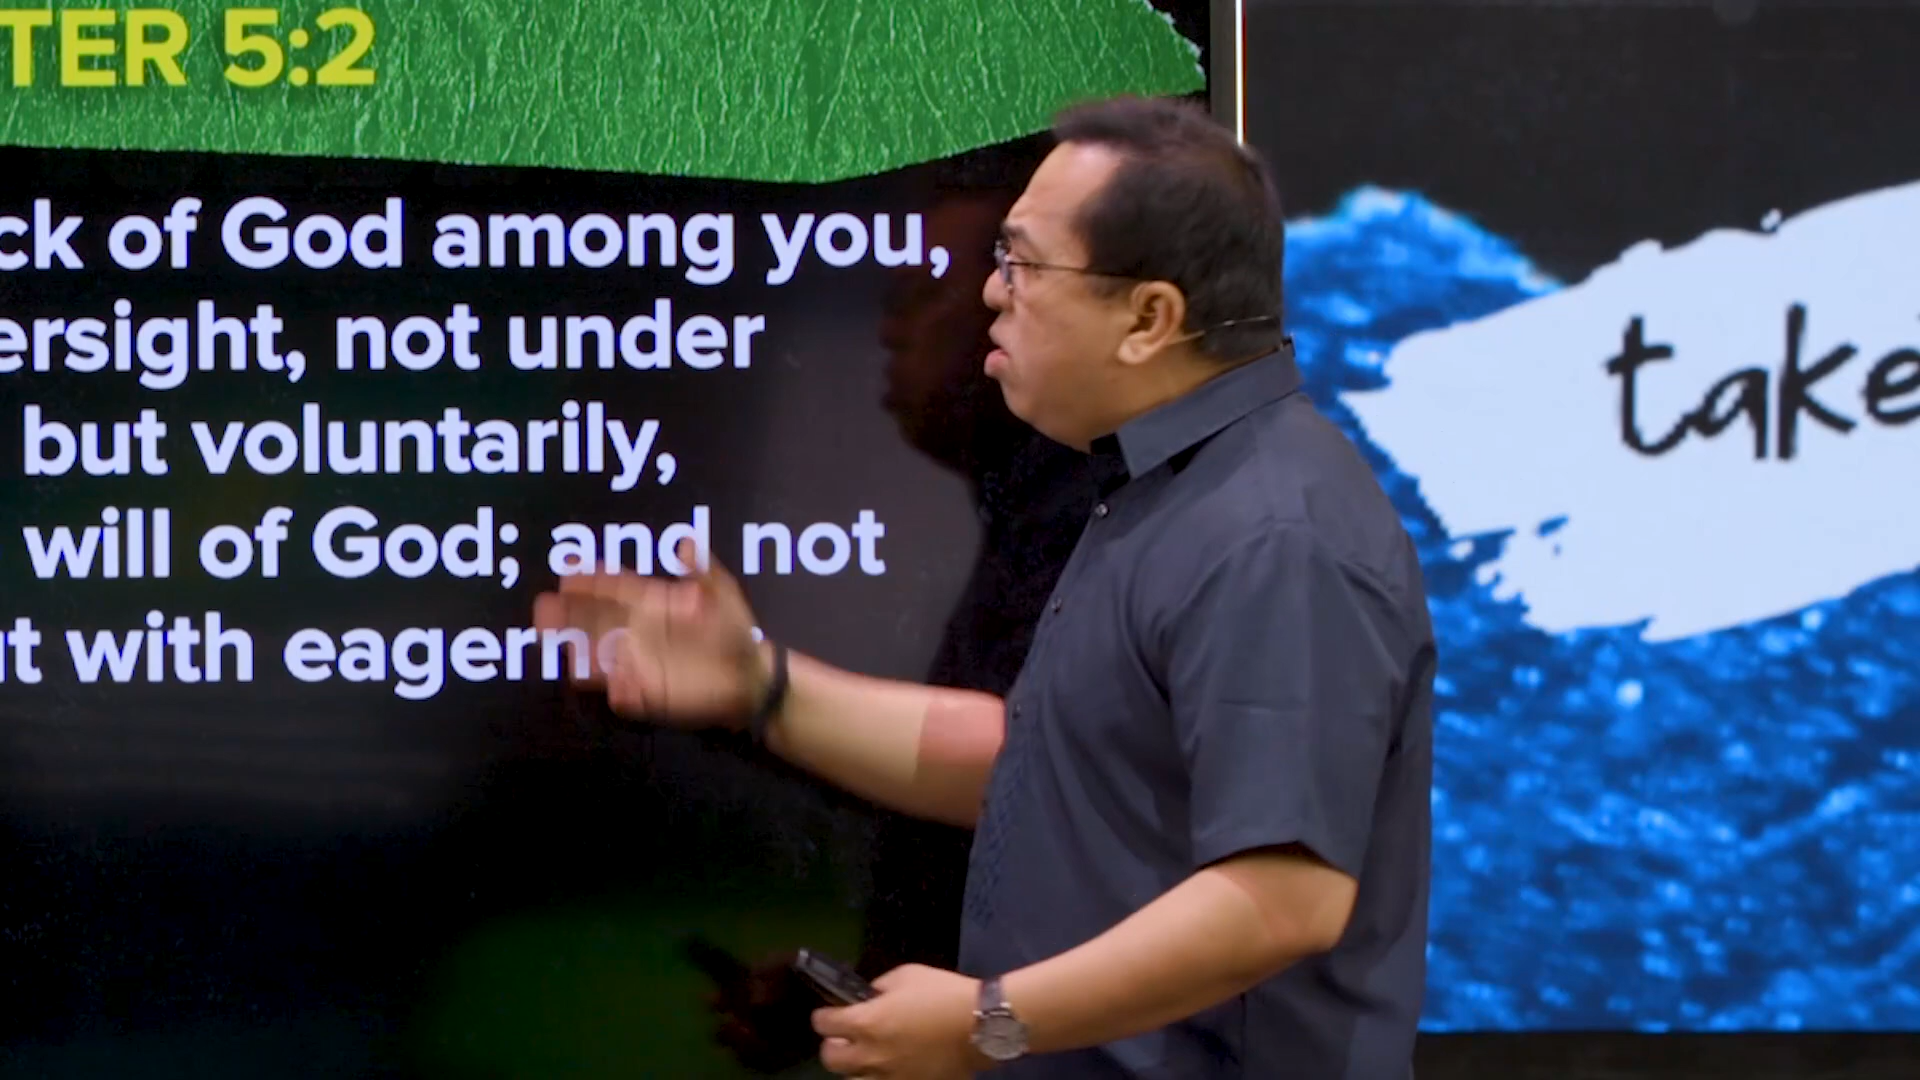 TER 5:2
ck of God among you,
ersight, not under
but voluntarily,
will of God; and not
ut with eagern
take